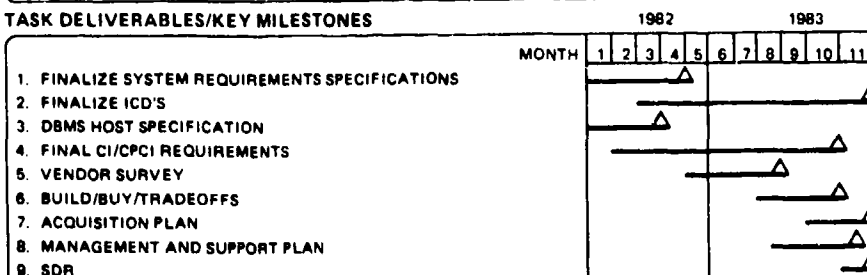 TASK DELIVERABLES/KEY MILESTONES 1982 1983
MONTH 1 2 3 4 5 6 7 8 9 10 11
1. FINALIZE SYSTEM REQUIREMENTS SPECIFICATIONS
2. FINALIZE ICD'S
3. DBMS HOST SPECIFICATION
4. FINAL CI/CPCI REQUIREMENTS
5. VENDOR SURVEY
6. BUILD/BUY/TRADEOFFS
7. ACQUISITION PLAN
8. MANAGEMENT AND SUPPORT PLAN
9. SDR